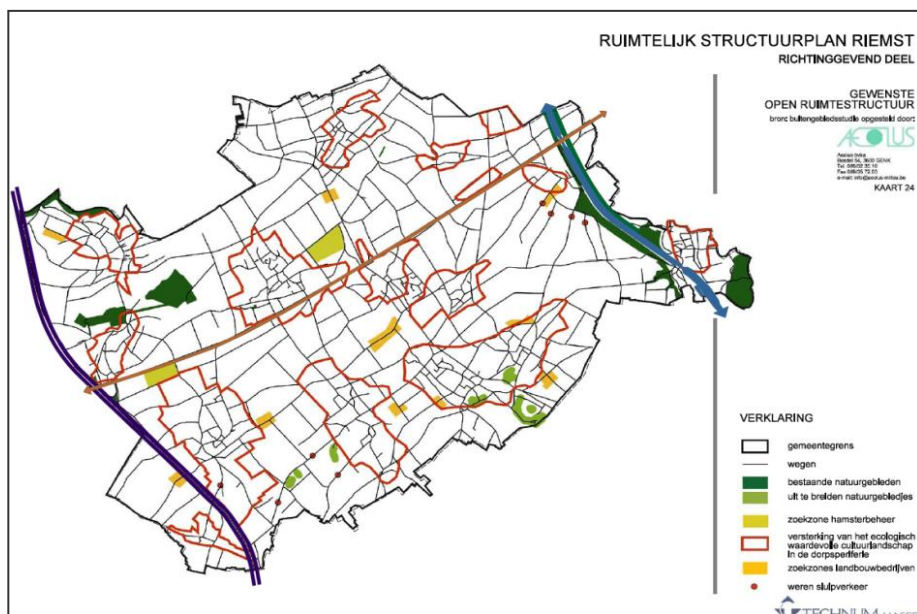 RUIMTELIJK STRUCTUURPLAN RIEMST
RICHTINGGEVEND DEEL
GEWENSTE
OPEN RUIMTESTRUCTUUR
bron: buitengebiedsstudie opgesteld door:
AEOLUS
KAART 24
VERKLARING
gemeentegrens
wegen
bestaande natuurgebieden
uit te breiden natuurgebiedjes
zoekzone hamsterbeheer
versterking van het ecologisch
waardevolle cultuurlandschap
in de dorpsperiferie
zoekzones landbouwbedrijven
weren sluipverkeer
TECHNUM